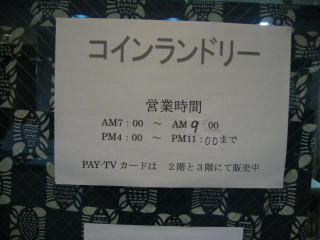 コインランドリー
営業時間
AM7：00　～　AM 9 00
PM4：00　～　PM11：00まで
PAY-TVカードは　2階と3階にて販売中